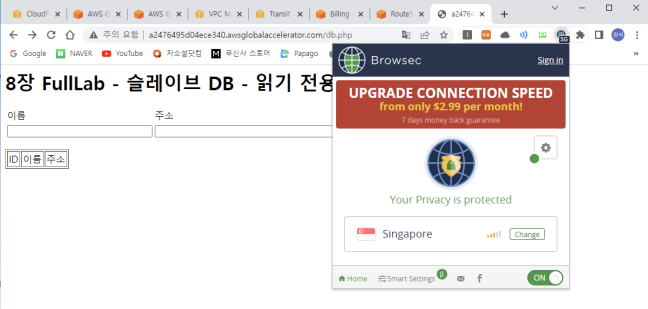 CloudF
AWS G
AWS G
VPC M
Transit
Billing
Route5
a24764
주의 요함
a2476495d04ece340.awsglobalaccelerator.com/db.php
5G
Google
NAVER
YouTube
자소설닷컴
무신사 스토어
Papago
8장 FullLab - 슬레이브 DB - 읽기 전용
이름
주소
ID 이름 주소
Browsec
Sign in
UPGRADE CONNECTION SPEED
from only $2.99 per month!
7 days money back guarantee
Your Privacy is protected
Singapore
Change
Home
Smart Settings
β
ON